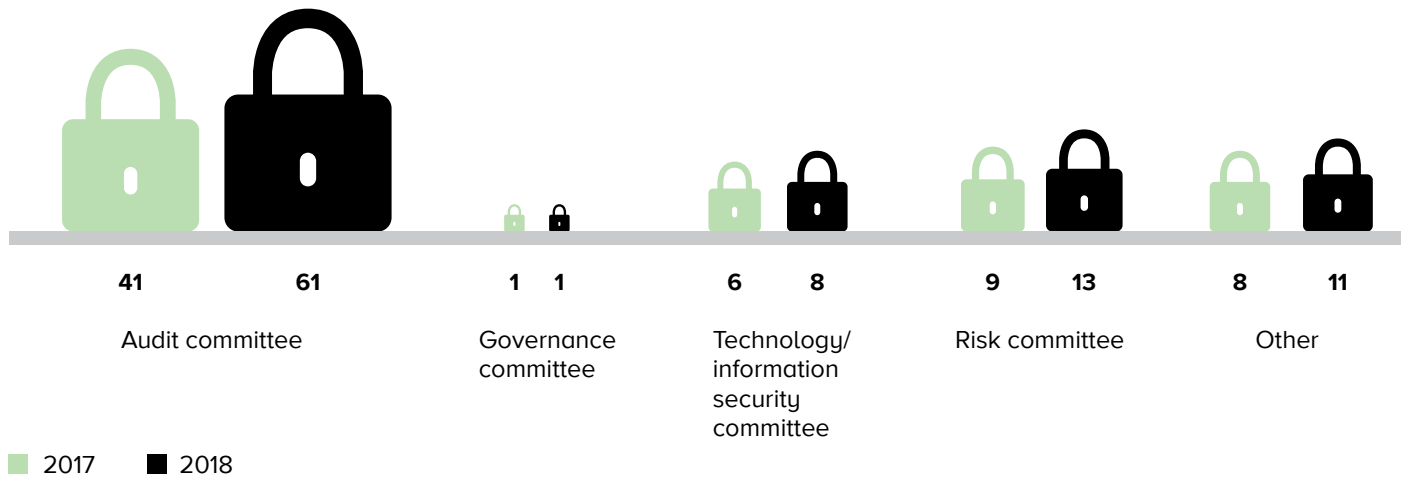 41 61 1 1 6 8 9 13 8 11
Audit committee
Governance
committee
Technology/
information
security
committee
Risk committee
Other
2017 2018